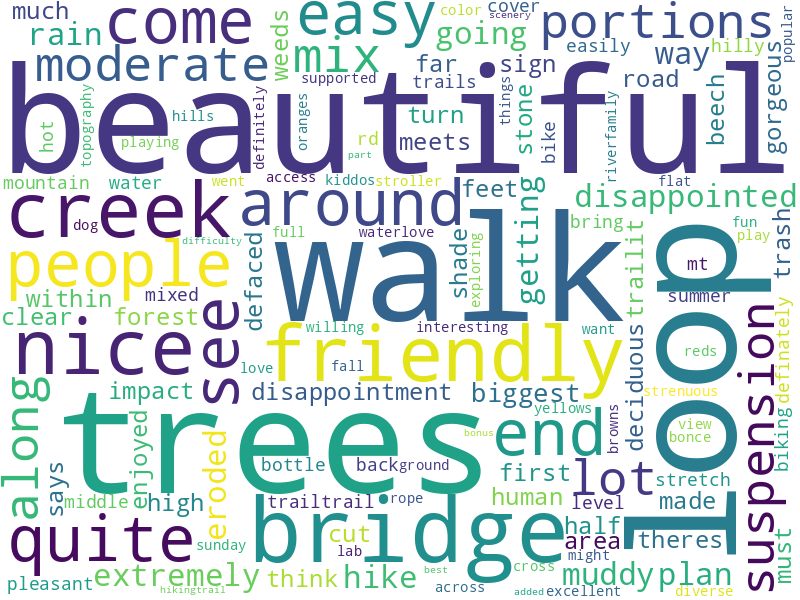 much
come
easy
color
cover
scenery
portions
popular
rain
weeds
going
easily
hilly
moderate
mix
far
sign
way
gorgeous
supported
trails
things
road
beautiful
topography
hot
hills
definitely
oranges
turn
stone
bike
beech
playing
rd
meets
riverfamily
part
mountain
water
went
access
kiddos
stroller
feet
flat
disappointed
creek
dog
around
getting
bring
fun
play
trash
full
waterlove
shade
exploring
trailit
people
difficulty
defaced
walk
loop
mt
within
mixed
summer
clear
forest
willing
interesting
want
see
nice
friendly
deciduous
reds
suspension
definately
love
fall
along
impact
disappointment
biggest
strenuous
trees
yellows
browns
view
bonce
says
enjoyed
eroded
bonus
end
biking
bottle
back
ground
first
lot
stretch
middle
high
trailtrail
rope
human
level
made
quite
bridge
cut
half
area
theres
must
sunday
lab
might
pleasant
extremely
think
hike
best
across
cross
muddy
plan
hikingtrail
added
excellent
diverse